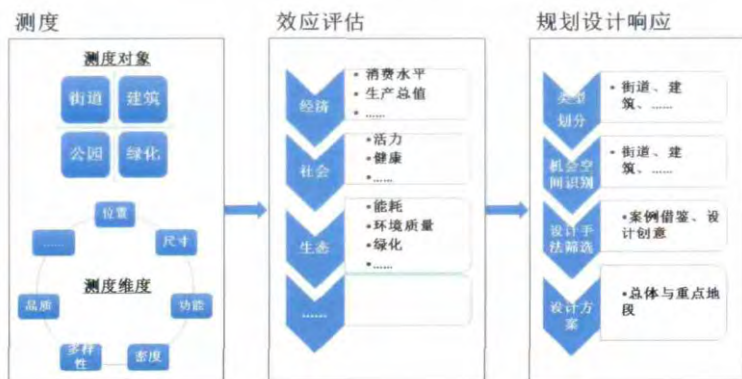 测度
测度对象
街道
建筑
公园
绿化
位置
……
尺寸
测度维度
品质
功能
多样
性
密度
效应评估
经济
• 消费水平
• 生产总值
• ……
社会
•活力
•健康
•……
生态
•能耗
•环境质量
•绿化
•……
……
规划设计响应
类型
划分
• 街道、建
筑、……
机会空
间识别
• 街道、建
筑、……
设计手
法筛选
•案例借鉴、设
计创意
设计方
案
•总体与重点地
段